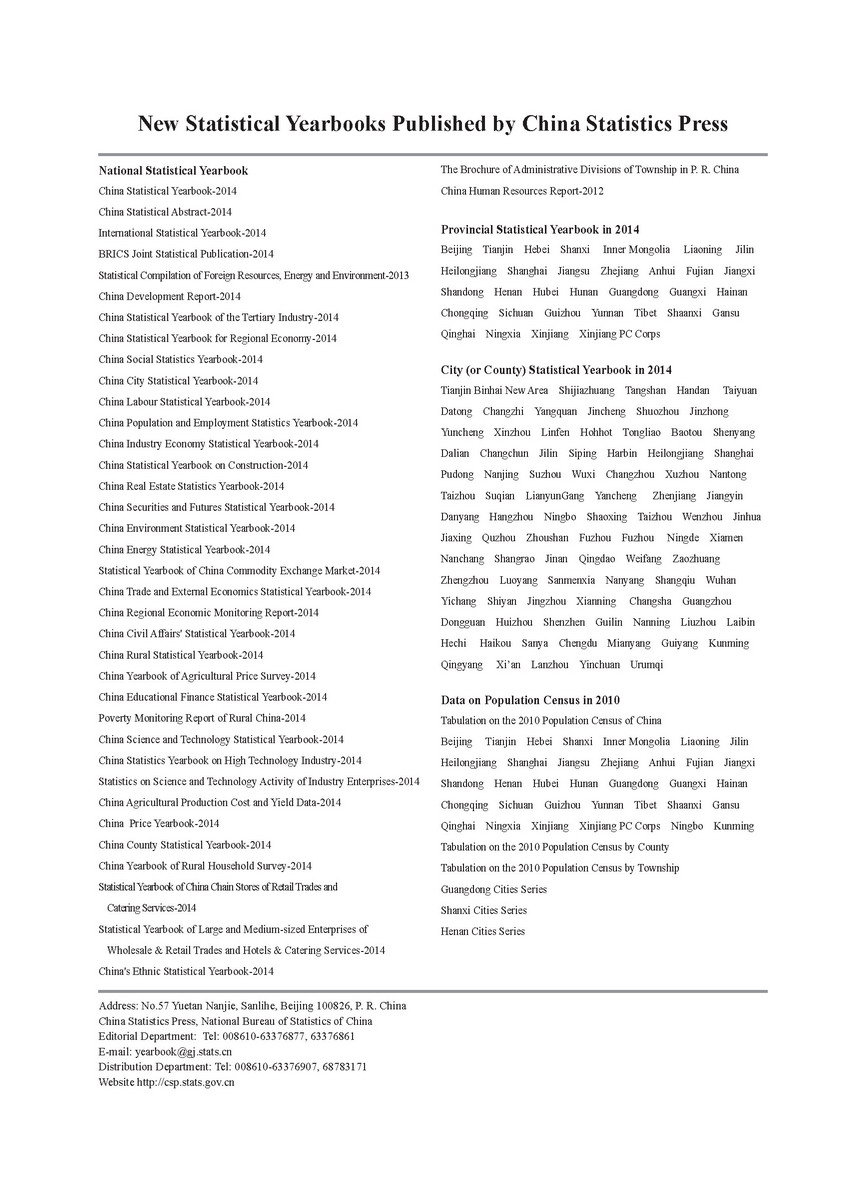 New Statistical Yearbooks Published by China Statistics Press
National Statistical Yearbook
China Statistical Yearbook-2014
China Statistical Abstract-2014
International Statistical Yearbook-2014
BRICS Joint Statistical Publication-2014
Statistical Compilation of Foreign Resources, Energy and Environment-2013
China Development Report-2014
China Statistical Yearbook of the Tertiary Industry-2014
China Statistical Yearbook for Regional Economy-2014
China Social Statistics Yearbook-2014
China City Statistical Yearbook-2014
China Labour Statistical Yearbook-2014
China Population and Employment Statistics Yearbook-2014
China Industry Economy Statistical Yearbook-2014
China Statistical Yearbook on Construction-2014
China Real Estate Statistics Yearbook-2014
China Securities and Futures Statistical Yearbook-2014
China Environment Statistical Yearbook-2014
China Energy Statistical Yearbook-2014
Statistical Yearbook of China Commodity Exchange Market-2014
China Trade and External Economics Statistical Yearbook-2014
China Regional Economic Monitoring Report-2014
China Civil Affairs' Statistical Yearbook-2014
China Rural Statistical Yearbook-2014
China Yearbook of Agricultural Price Survey-2014
China Educational Finance Statistical Yearbook-2014
Poverty Monitoring Report of Rural China-2014
China Science and Technology Statistical Yearbook-2014
China Statistics Yearbook on High Technology Industry-2014
Statistics on Science and Technology Activity of Industry Enterprises-2014
China Agricultural Production Cost and Yield Data-2014
China Price Yearbook-2014
China County Statistical Yearbook-2014
China Yearbook of Rural Household Survey-2014
Statistical Yearbook of China Chain Stores of Retail Trades and
Catering Services-2014
Statistical Yearbook of Large and Medium-sized Enterprises of
Wholesale & Retail Trades and Hotels & Catering Services-2014
China's Ethnic Statistical Yearbook-2014
The Brochure of Administrative Divisions of Township in P. R. China
China Human Resources Report-2012
Provincial Statistical Yearbook in 2014
Beijing Tianjin Hebei Shanxi Inner Mongolia Liaoning Jilin
Heilongjiang Shanghai Jiangsu Zhejiang Anhui Fujian Jiangxi
Shandong Henan Hubei Hunan Guangdong Guangxi Hainan
Chongqing Sichuan Guizhou Yunnan Tibet Shaanxi Gansu
Qinghai Ningxia Xinjiang Xinjiang PC Corps
City (or County) Statistical Yearbook in 2014
Tianjin Binhai New Area Shijiazhuang Tangshan Handan Taiyuan
Datong Changzhi Yangquan Jincheng Shuozhou Jinzhong
Yuncheng Xinzhou Linfen Hohhot Tongliao Baotou Shenyang
Dalian Changchun Jilin Siping Harbin Heilongjiang Shanghai
Pudong Nanjing Suzhou Wuxi Changzhou Xuzhou Nantong
Taizhou Suqian LianyunGang Yancheng Zhenjiang Jiangyin
Danyang Hangzhou Ningbo Shaoxing Taizhou Wenzhou Jinhua
Jiaxing Quzhou Zhoushan Fuzhou Fuzhou Ningde Xiamen
Nanchang Shangrao Jinan Qingdao Weifang Zaozhuang
Zhengzhou Luoyang Sanmenxia Nanyang Shangqiu Wuhan
Yichang Shiyan Jingzhou Xianning Changsha Guangzhou
Dongguan Huizhou Shenzhen Guilin Nanning Liuzhou Laibin
Hechi Haikou Sanya Chengdu Mianyang Guiyang Kunming
Qingyang Xi'an Lanzhou Yinchuan Urumqi
Data on Population Census in 2010
Tabulation on the 2010 Population Census of China
Beijing Tianjin Hebei Shanxi Inner Mongolia Liaoning Jilin
Heilongjiang Shanghai Jiangsu Zhejiang Anhui Fujian Jiangxi
Shandong Henan Hubei Hunan Guangdong Guangxi Hainan
Chongqing Sichuan Guizhou Yunnan Tibet Shaanxi Gansu
Qinghai Ningxia Xinjiang Xinjiang PC Corps Ningbo Kunming
Tabulation on the 2010 Population Census by County
Tabulation on the 2010 Population Census by Township
Guangdong Cities Series
Shanxi Cities Series
Henan Cities Series
Address: No.57 Yuetan Nanjie, Sanlihe, Beijing 100826, P. R. China
China Statistics Press, National Bureau of Statistics of China
Editorial Department: Tel: 008610-63376877, 63376861
E-mail: yearbook@gj.stats.cn
Distribution Department: Tel: 008610-63376907, 68783171
Website http://csp.stats.gov.cn